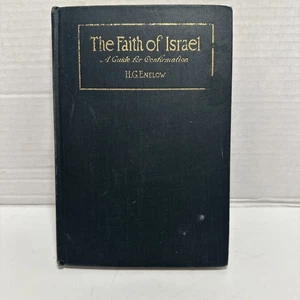 The Faith of Israel
A Guide for Confirmation
H.G. ENELOW